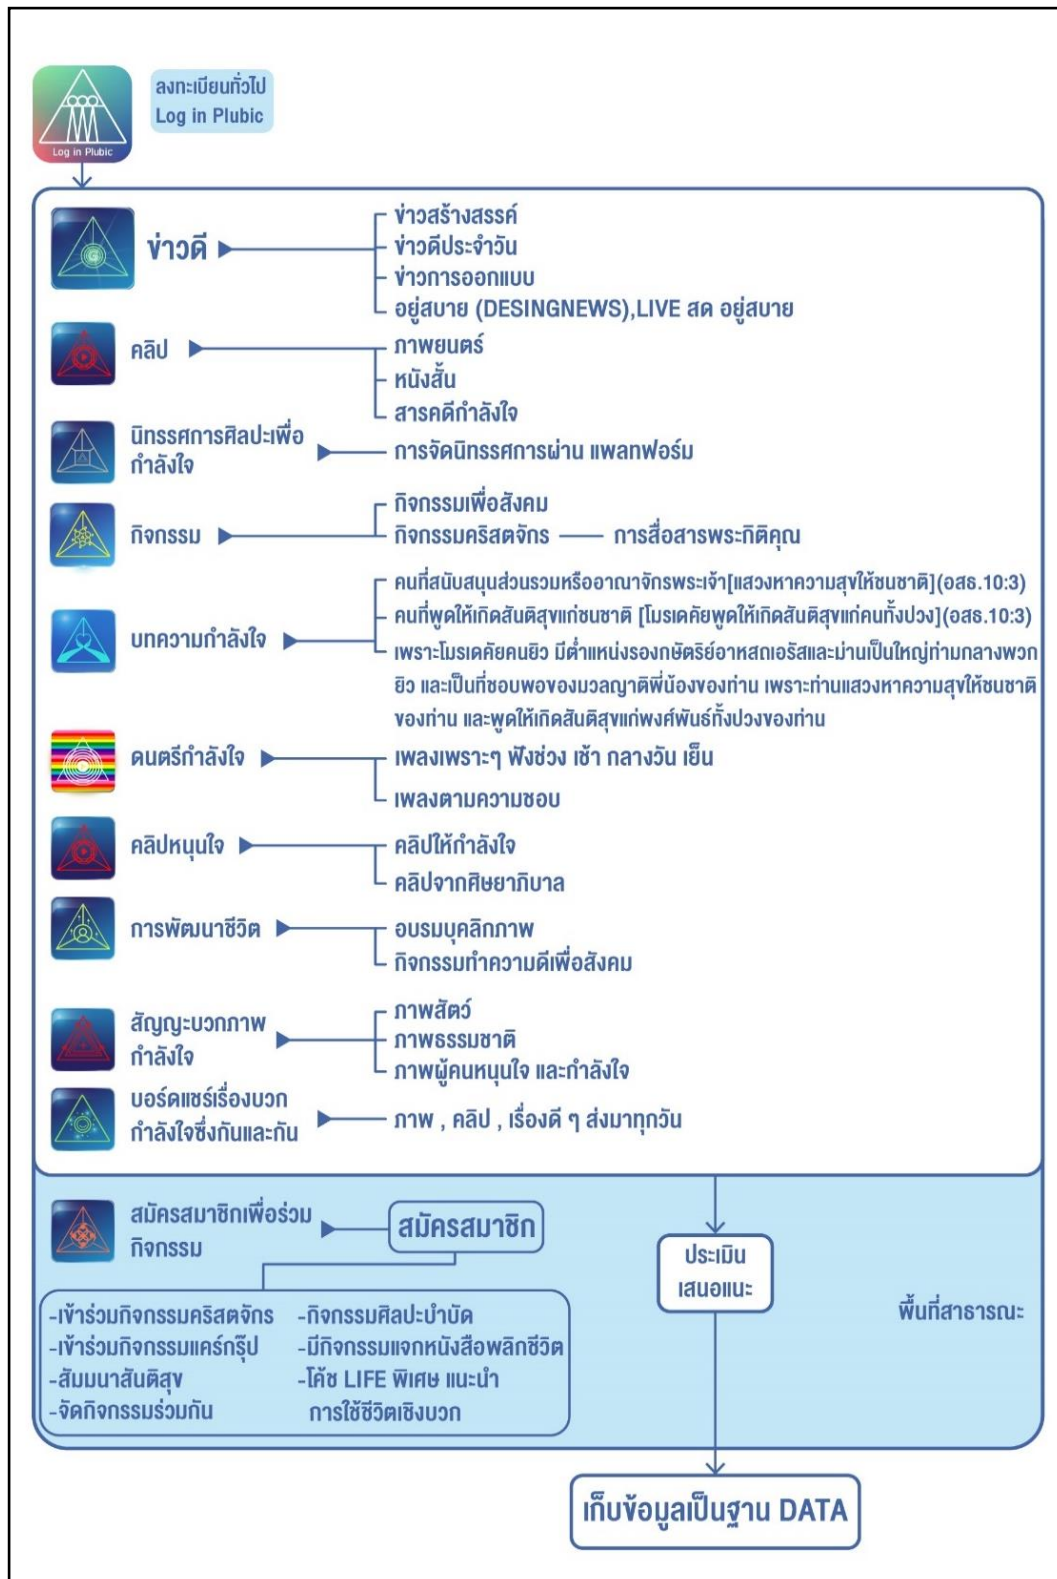 ลงทะเบียนทั่วไป
Log in Plubic
Log in Plubic
ข่าวดี
ข่าวสร้างสรรค์
ข่าวดีประจำวัน
ข่าวการออกแบบ
อยู่สบาย (DESINGNEWS),LIVE สด อยู่สบาย
คลิป
ภาพยนตร์
หนังสั้น
สารคดีกำลังใจ
นิทรรศการศิลปะเพื่อ
กำลังใจ
การจัดนิทรรศการผ่าน แพลทฟอร์ม
กิจกรรม
กิจกรรมเพื่อสังคม
กิจกรรมคริสตจักร
การสื่อสารพระกิติคุณ
บทความกำลังใจ
คนที่สนับสนุนส่วนรวมหรืออาณาจักรพระเจ้า[แสวงหาความสุขให้ชนชาติ](อสธ.10:3)
คนที่พูดให้เกิดสันติสุขแก่ชนชาติ [โมรเดคัยพูดให้เกิดสันติสุขแก่คนทั้งปวง](อสธ.10:3)
เพราะโมรเดคัยคนยิว มีตำแหน่งรองกษัตริย์อาหสถเอรัสและม่านเป็นใหญ่ท่ามกลางพวก
ยิว และเป็นที่ชอบพอของมวลญาติพี่น้องของท่าน เพราะท่านแสวงหาความสุขให้ชนชาติ
ของท่าน และพูดให้เกิดสันติสุขแก่พงศ์พันธ์ทั้งปวงของท่าน
ดนตรีกำลังใจ
เพลงเพราะๆ ฟังช่วง เช้า กลางวัน เย็น
เพลงตามความชอบ
คลิปหนุนใจ
คลิปให้กำลังใจ
คลิปจากศิษยาภิบาล
การพัฒนาชีวิต
อบรมบุคลิกภาพ
กิจกรรมทำความดีเพื่อสังคม
สัญญะบวกภาพ
กำลังใจ
ภาพสัตว์
ภาพธรรมชาติ
ภาพผู้คนหนุนใจ และกำลังใจ
บอร์ดแชร์เรื่องบวก
กำลังใจซึ่งกันและกัน
ภาพ , คลิป , เรื่องดี ๆ ส่งมาทุกวัน
สมัครสมาชิกเพื่อร่วม
กิจกรรม
สมัครสมาชิก
ประเมิน
เสนอแนะ
พื้นที่สาธารณะ
-เข้าร่วมกิจกรรมคริสตจักร
-เข้าร่วมกิจกรรมแคร์กรุ๊ป
-สัมมนาสันติสุข
-จัดกิจกรรมร่วมกัน
-กิจกรรมศิลปะบำบัด
-มีกิจกรรมแจกหนังสือพลิกชีวิต
-โค้ช LIFE พิเศษ แนะนำ
การใช้ชีวิตเชิงบวก
เก็บข้อมูลเป็นฐาน DATA